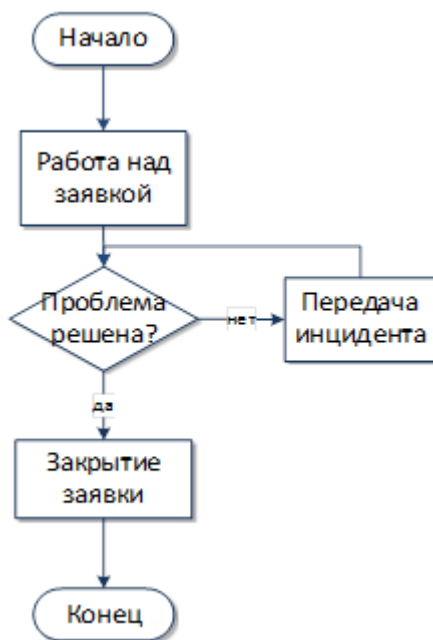 Начало
Работа над
заявкой
Проблема
решена?
нет
Передача
инцидента
да
Закрытие
заявки
Конец